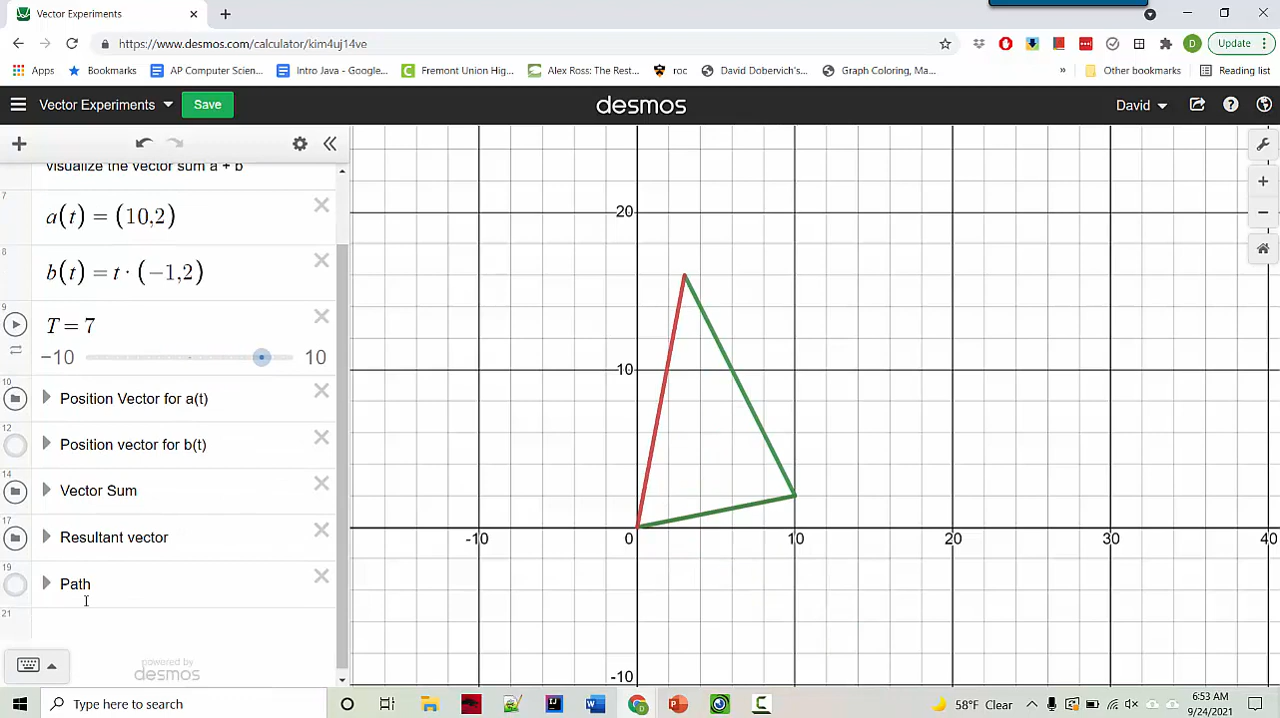 Vector Experiments
https://www.desmos.com/calculator/kim4uj14ve
D
Update
Apps
Bookmarks
AP Computer Scien...
Intro Java - Google...
Fremont Union Hig...
Alex Ross: The Rest...
roc
David Dobervich's...
Graph Coloring, Ma...
»
Other bookmarks
Reading list
Vector Experiments
Save
desmos
David
visualize the vector sum a + b
7
a(t) = (10,2)
8
b(t) = t · (−1,2)
9
T = 7
−10
10
10
Position Vector for a(t)
12
Position vector for b(t)
14
Vector Sum
17
Resultant vector
19
Path
21
powered by
desmos
20
10
-10
0
10
20
30
40
-10
Type here to search
58°F Clear
6:53 AM
9/24/2021